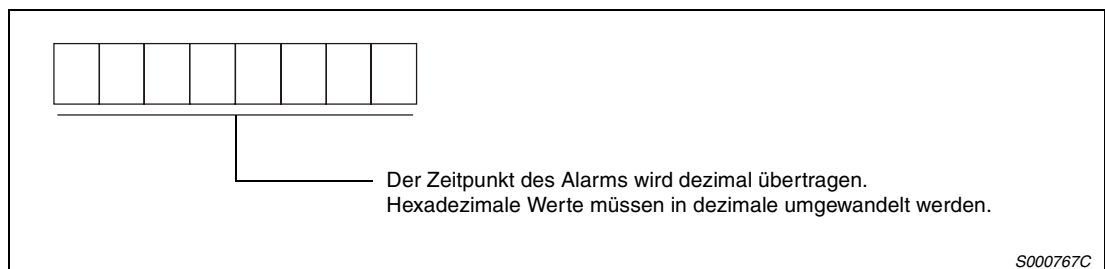 Der Zeitpunkt des Alarms wird dezimal übertragen.
Hexadezimale Werte müssen in dezimale umgewandelt werden.
S000767C